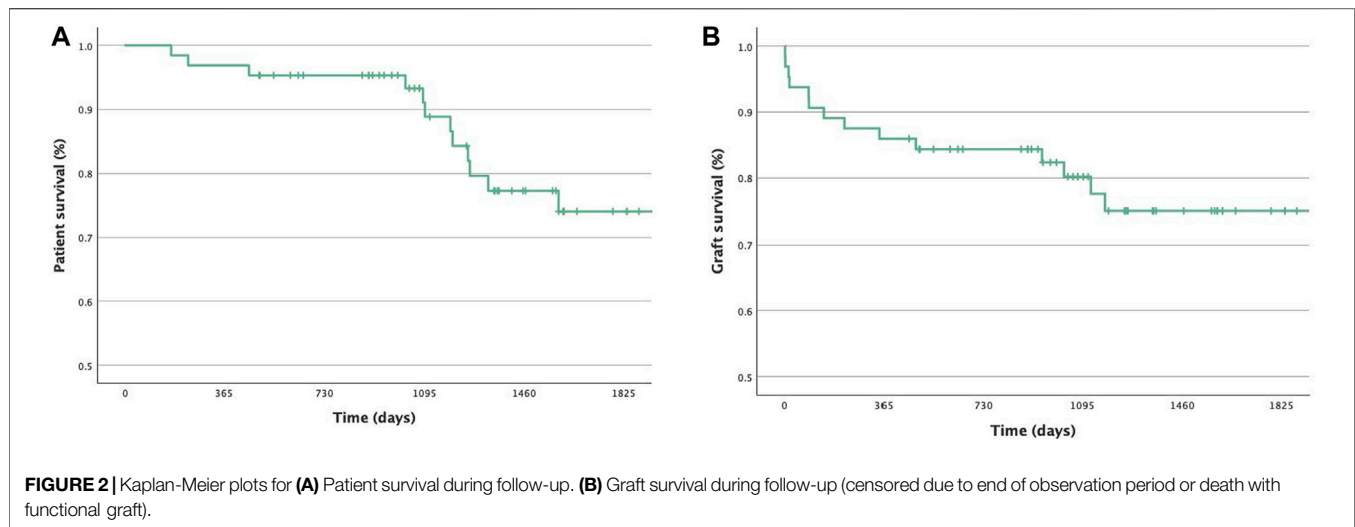 A
1.0
0.9
0.8
0.7
0.6
0.5
Patient survival (%)
0 365 730 1095 1460 1825
Time (days)
B
1.0
0.9
0.8
0.7
0.6
0.5
Graft survival (%)
0 365 730 1095 1460 1825
Time (days)
FIGURE 2 | Kaplan-Meier plots for (A) Patient survival during follow-up. (B) Graft survival during follow-up (censored due to end of observation period or death with
functional graft).